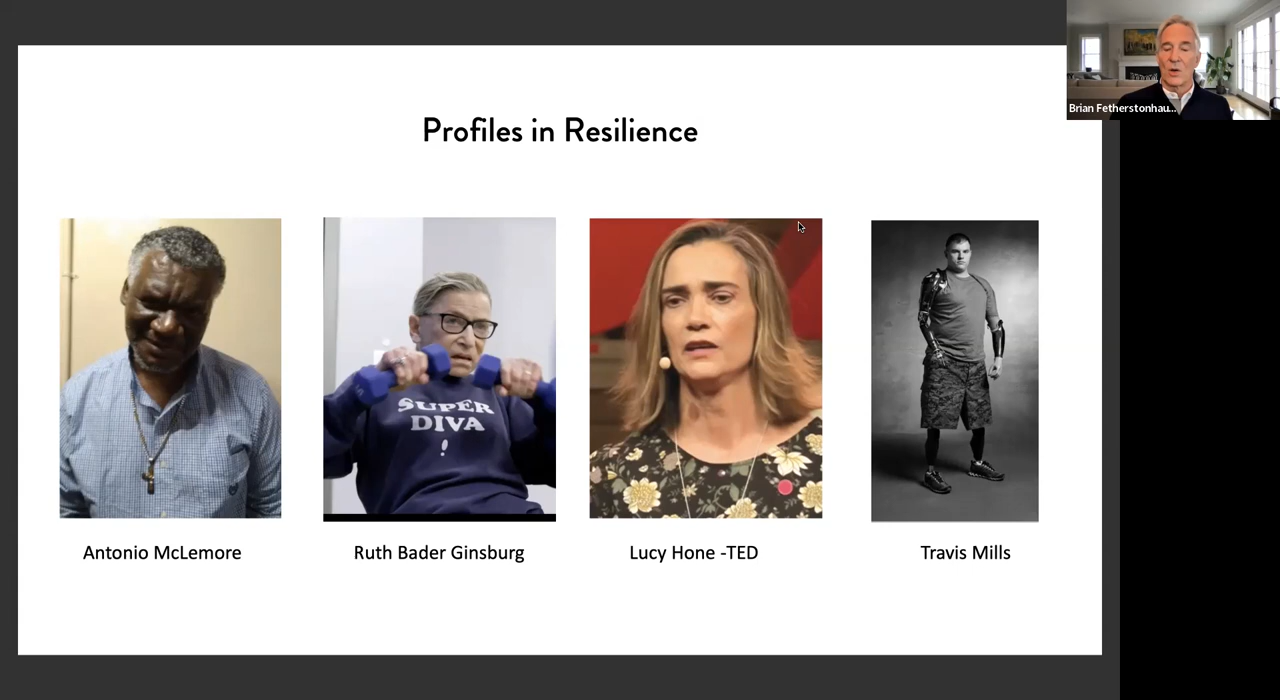 Brian Fetherstonhau...
Profiles in Resilience
SUPER
DIVA
!
Antonio McLemore
Ruth Bader Ginsburg
Lucy Hone -TED
Travis Mills